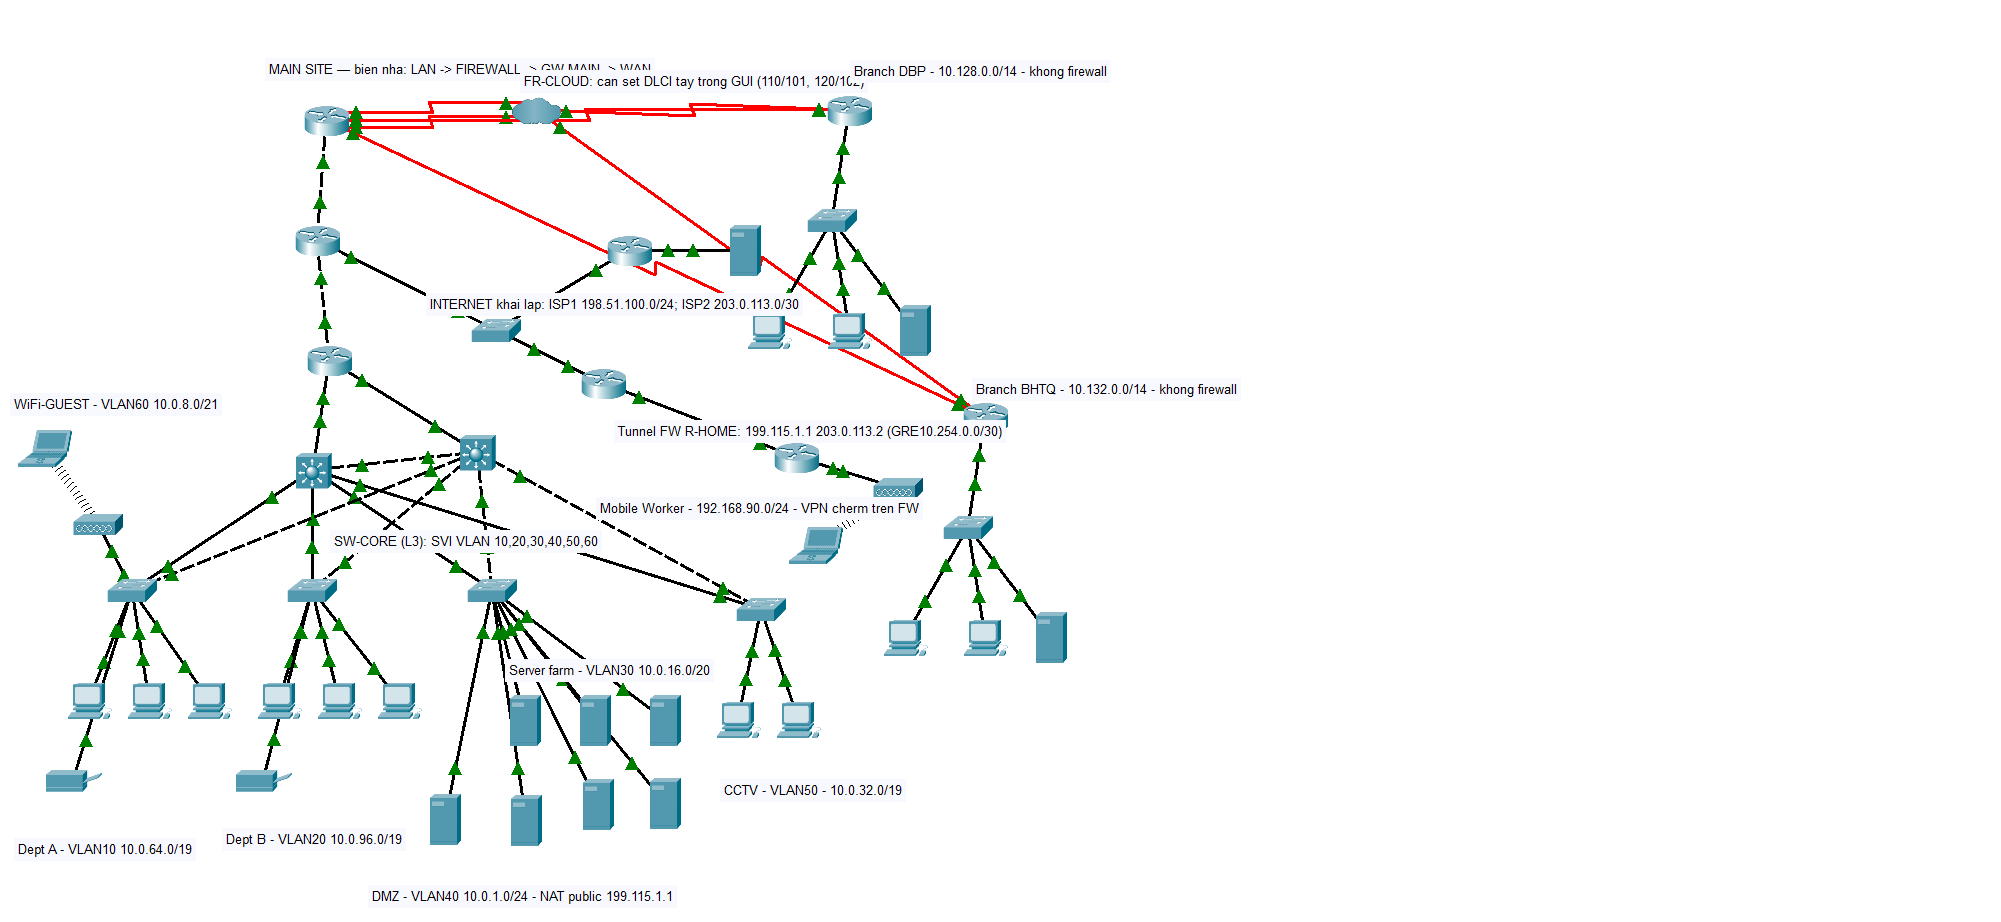 MAIN SITE — bien nha: LAN -> FIREWALL -> GW MAIN -> WAN
FR-CLOUD: can set DLCI tay trong GUI (110/101, 120/102)
Branch DBP - 10.128.0.0/14 - khong firewall
INTERNET khai lap: ISP1 198.51.100.0/24; ISP2 203.0.113.0/30
Branch BHTQ - 10.132.0.0/14 - khong firewall
WiFi-GUEST - VLAN60 10.0.8.0/21
Tunnel FW R-HOME: 199.115.1.1 203.0.113.2 (GRE10.254.0.0/30)
Mobile Worker - 192.168.90.0/24 - VPN cherm tren FW
SW-CORE (L3): SVI VLAN 10,20,30,40,50,60
Server farm - VLAN30 10.0.16.0/20
CCTV - VLAN50 - 10.0.32.0/19
Dept B - VLAN20 10.0.96.0/19
Dept A - VLAN10 10.0.64.0/19
DMZ - VLAN40 10.0.1.0/24 - NAT public 199.115.1.1